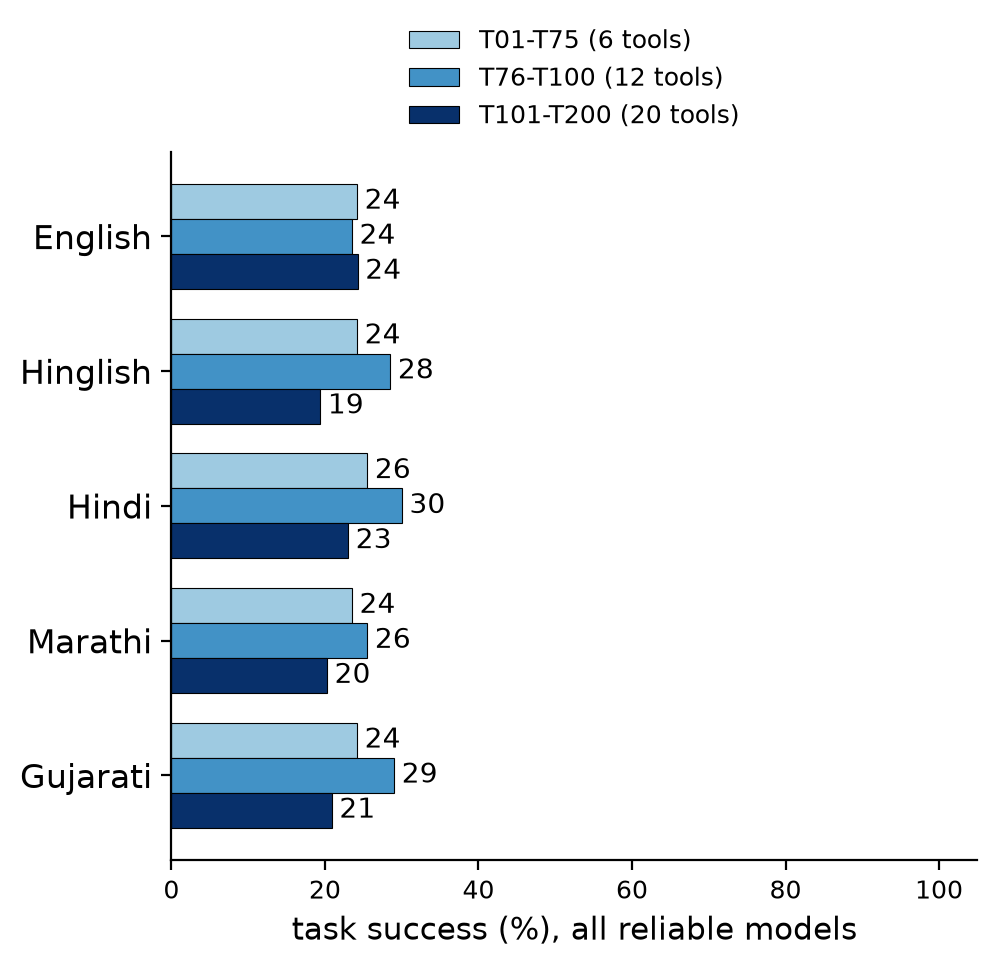 T01-T75 (6 tools)
T76-T100 (12 tools)
T101-T200 (20 tools)
English
24
24
24
Hinglish
24
28
19
Hindi
26
30
23
Marathi
24
26
20
Gujarati
24
29
21
0 20 40 60 80 100
task success (%), all reliable models